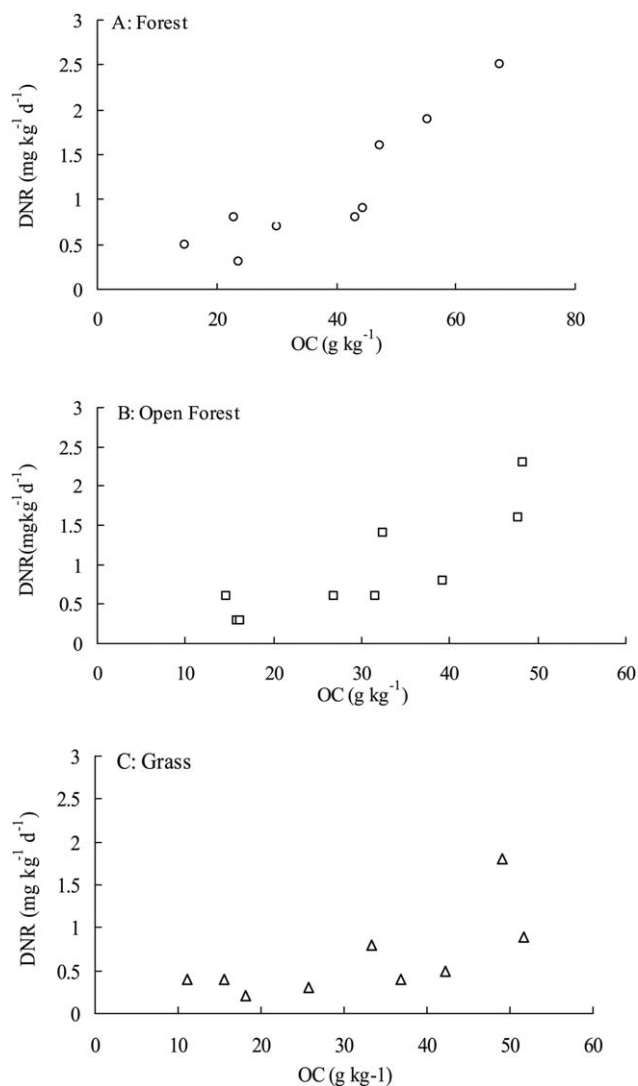 A: Forest
DNR (mg kg⁻¹ d⁻¹)
3
2.5
2
1.5
1
0.5
0
0 20 40 60 80
OC (g kg⁻¹)
B: Open Forest
DNR(mgkg⁻¹d⁻¹)
3
2.5
2
1.5
1
0.5
0
0 10 20 30 40 50 60
OC (g kg⁻¹)
C: Grass
DNR (mg kg⁻¹ d⁻¹)
3
2.5
2
1.5
1
0.5
0
0 10 20 30 40 50 60
OC (g kg-1)